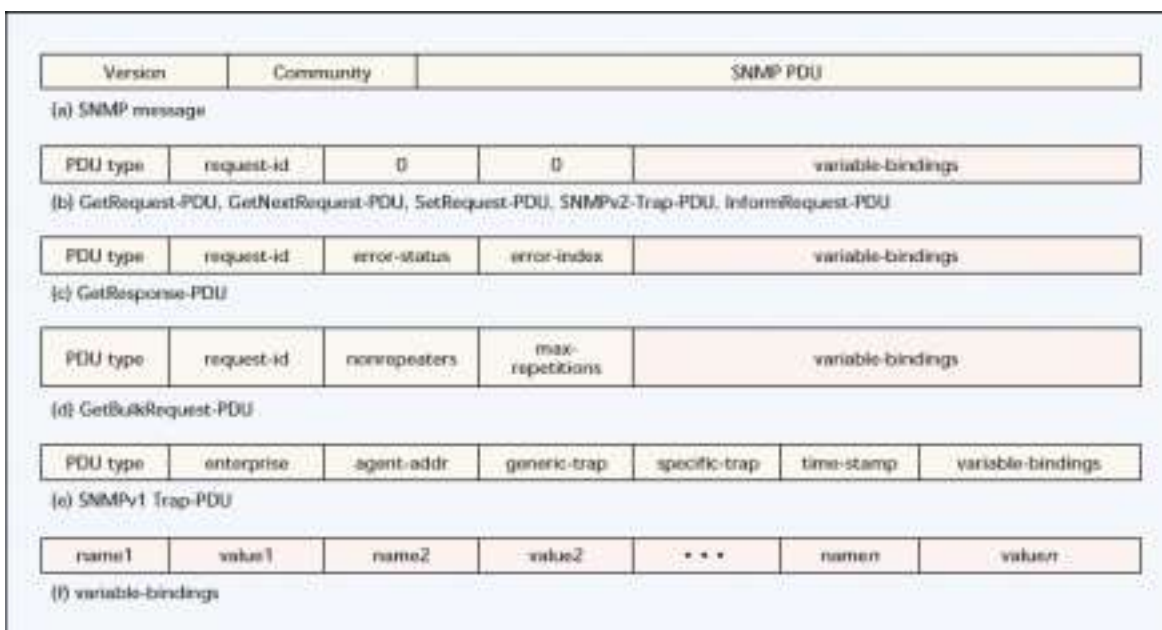 Version Community SNMP PDU
(a) SNMP message
PDU type request-id 0 0 variable-bindings
(b) GetRequest-PDU, GetNextRequest-PDU, SetRequest-PDU, SNMPv2-Trap-PDU, InformRequest-PDU
PDU type request-id error-status error-index variable-bindings
(c) GetResponse-PDU
PDU type request-id nonrepeaters max-repetitions variable-bindings
(d) GetBulkRequest-PDU
PDU type enterprise agent-addr generic-trap specific-trap time-stamp variable-bindings
(e) SNMPv1 Trap-PDU
name1 value1 name2 value2 • • • namen valuen
(f) variable-bindings